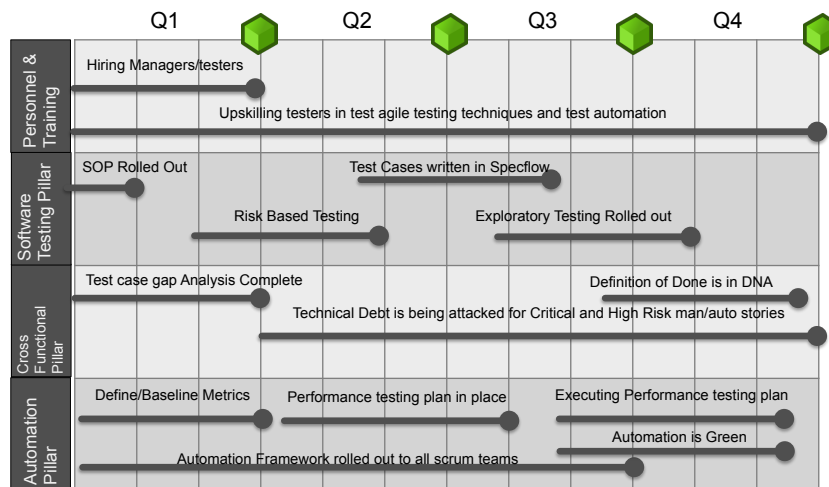 Q1 Q2 Q3 Q4
Personnel &
Training
Hiring Managers/testers
Upskilling testers in test agile testing techniques and test automation
Software
Testing Pillar
SOP Rolled Out
Test Cases written in Specflow
Risk Based Testing
Exploratory Testing Rolled out
Cross
Functional
Pillar
Test case gap Analysis Complete
Definition of Done is in DNA
Technical Debt is being attacked for Critical and High Risk man/auto stories
Automation
Pillar
Define/Baseline Metrics
Performance testing plan in place
Executing Performance testing plan
Automation is Green
Automation Framework rolled out to all scrum teams